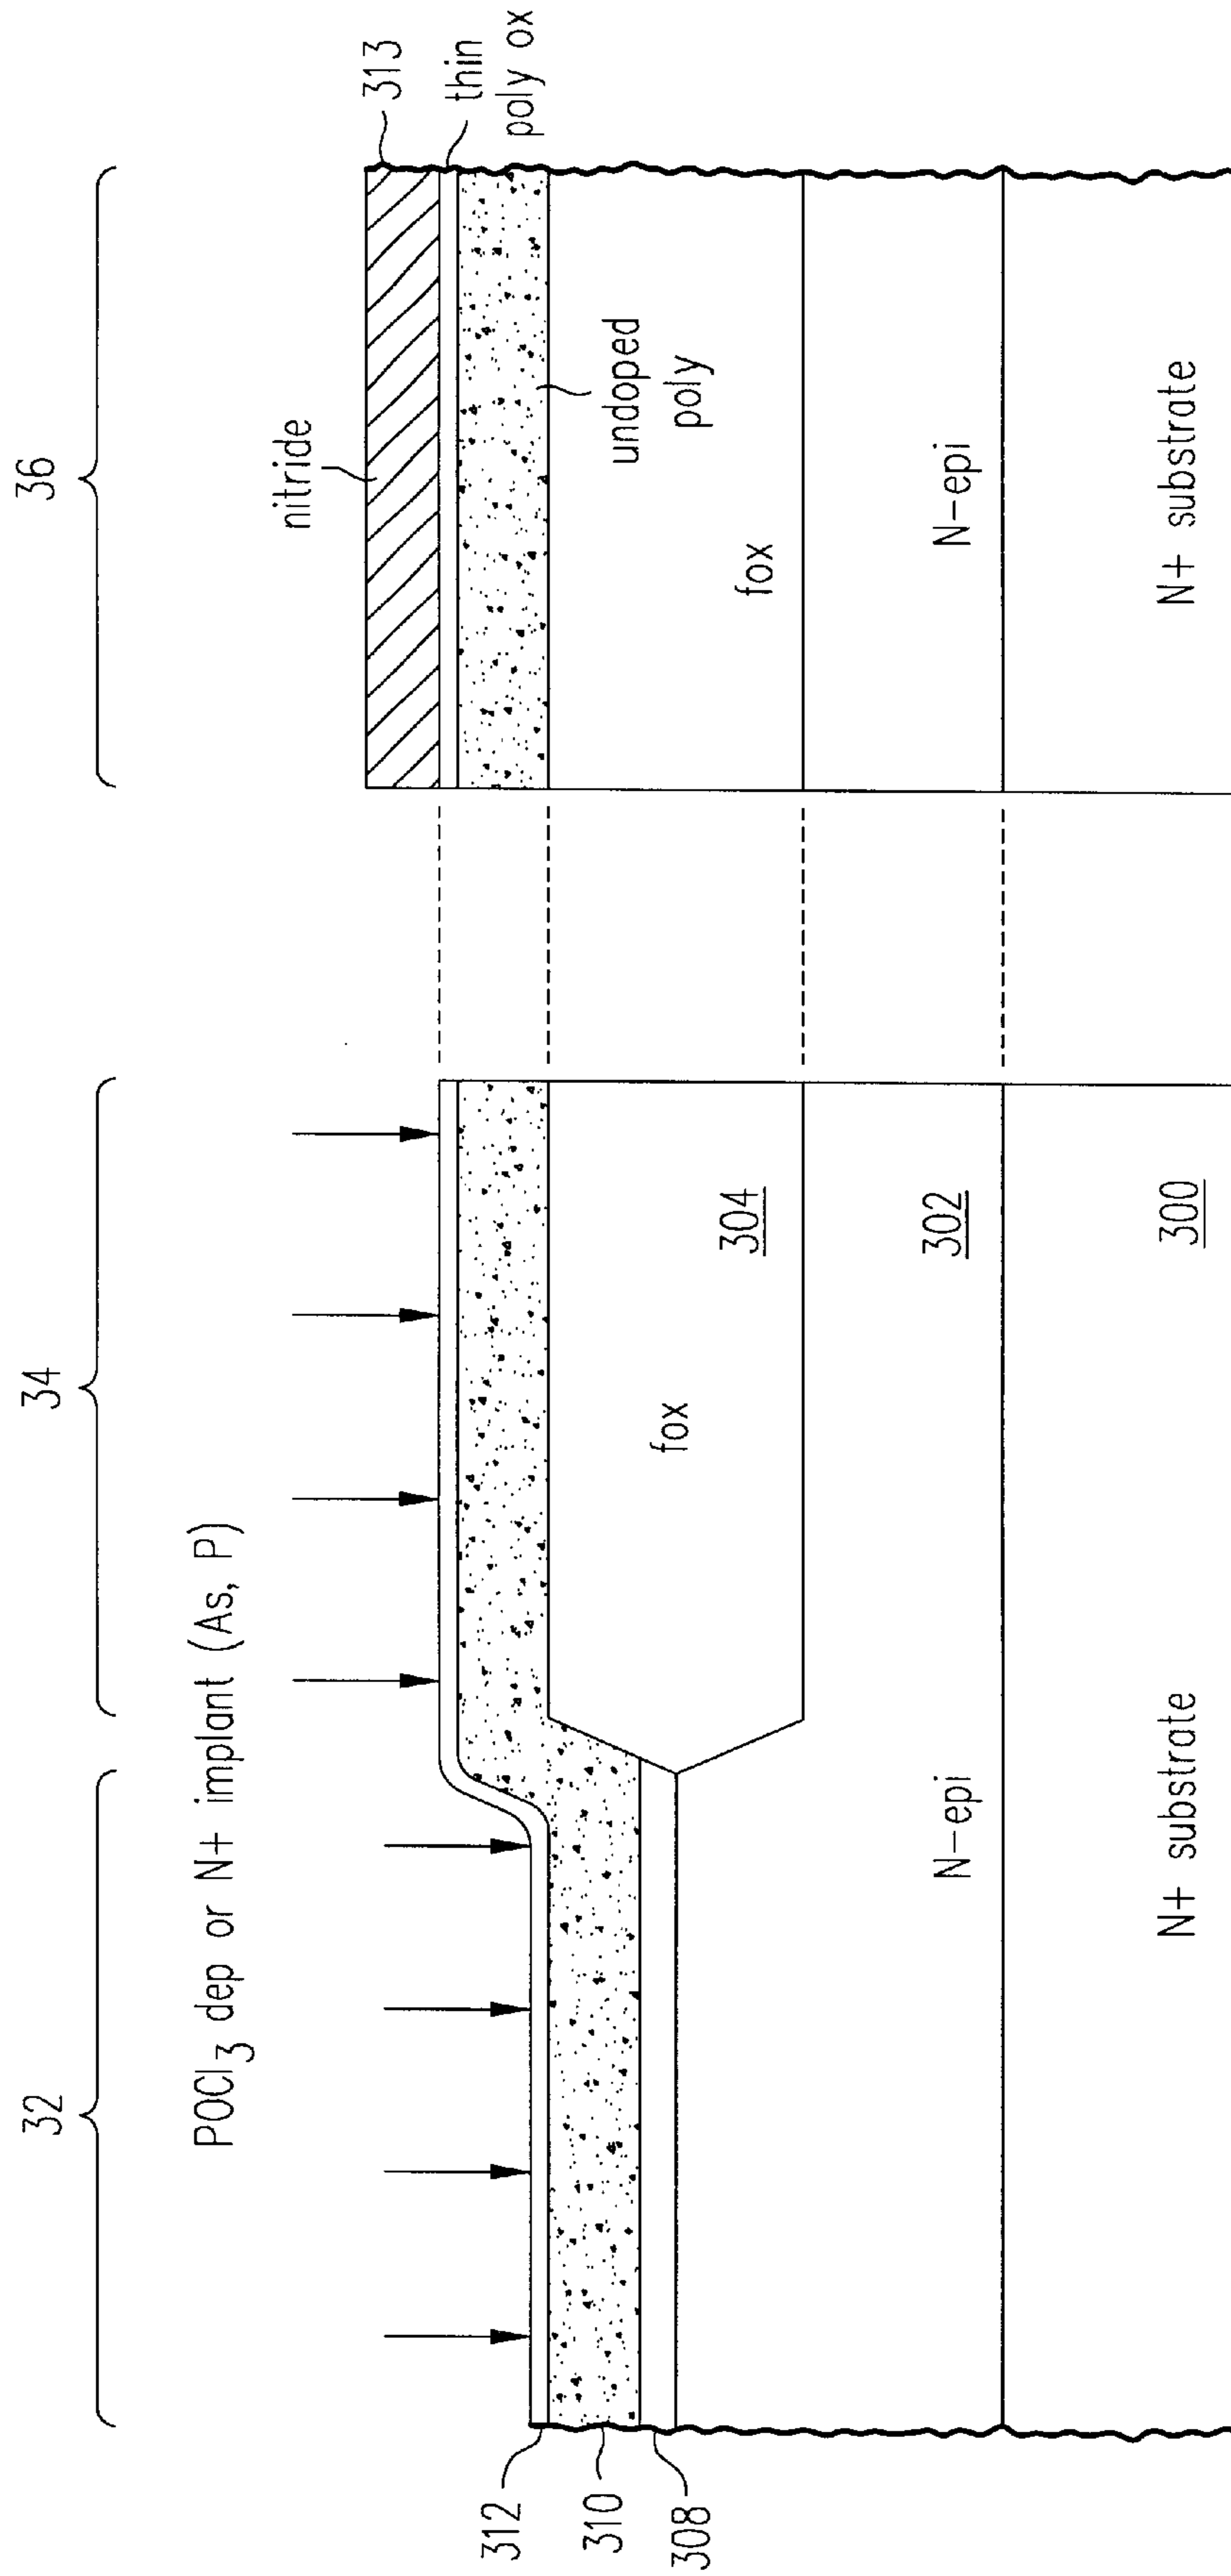 32
34
36
POCl3 dep or N+ implant (As, P)
nitride
313
thin
poly ox
312
310
308
undoped
poly
fox
304
fox
N-epi
302
N-epi
N+ substrate
300
N+ substrate